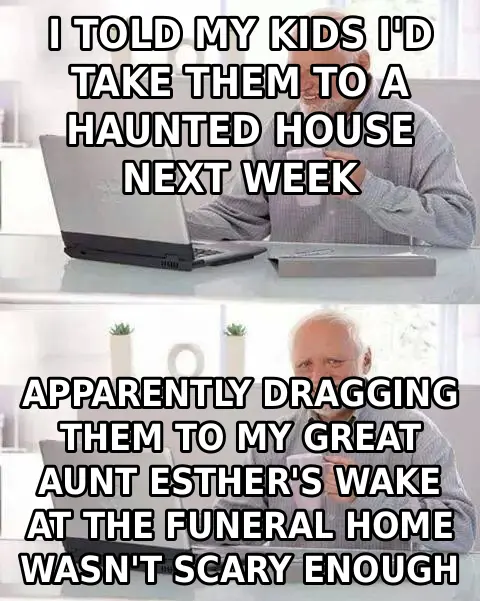 I TOLD MY KIDS I'D
TAKE THEM TO A
HAUNTED HOUSE
NEXT WEEK
APPARENTLY DRAGGING
THEM TO MY GREAT
AUNT ESTHER'S WAKE
AT THE FUNERAL HOME
WASN'T SCARY ENOUGH